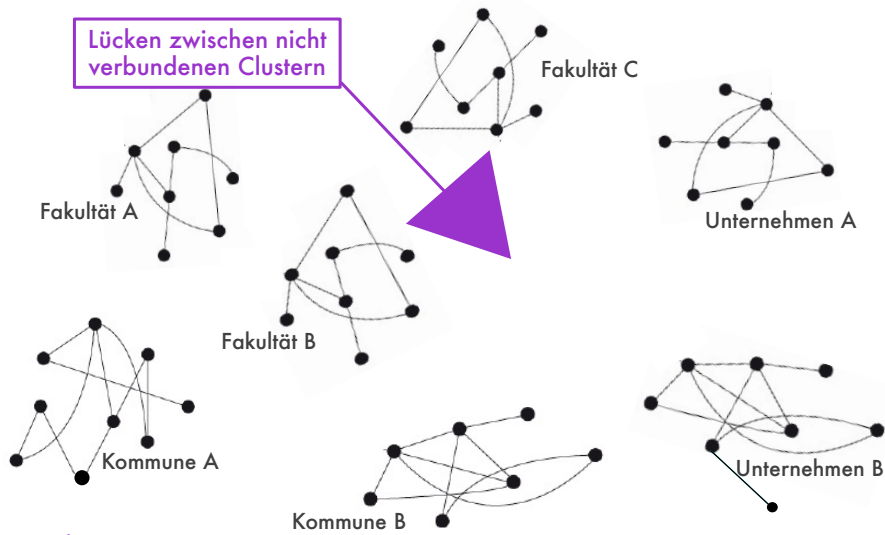 Lücken zwischen nicht
verbundenen Clustern
Fakultät C
Fakultät A
Unternehmen A
Fakultät B
Kommune A
Unternehmen B
Kommune B